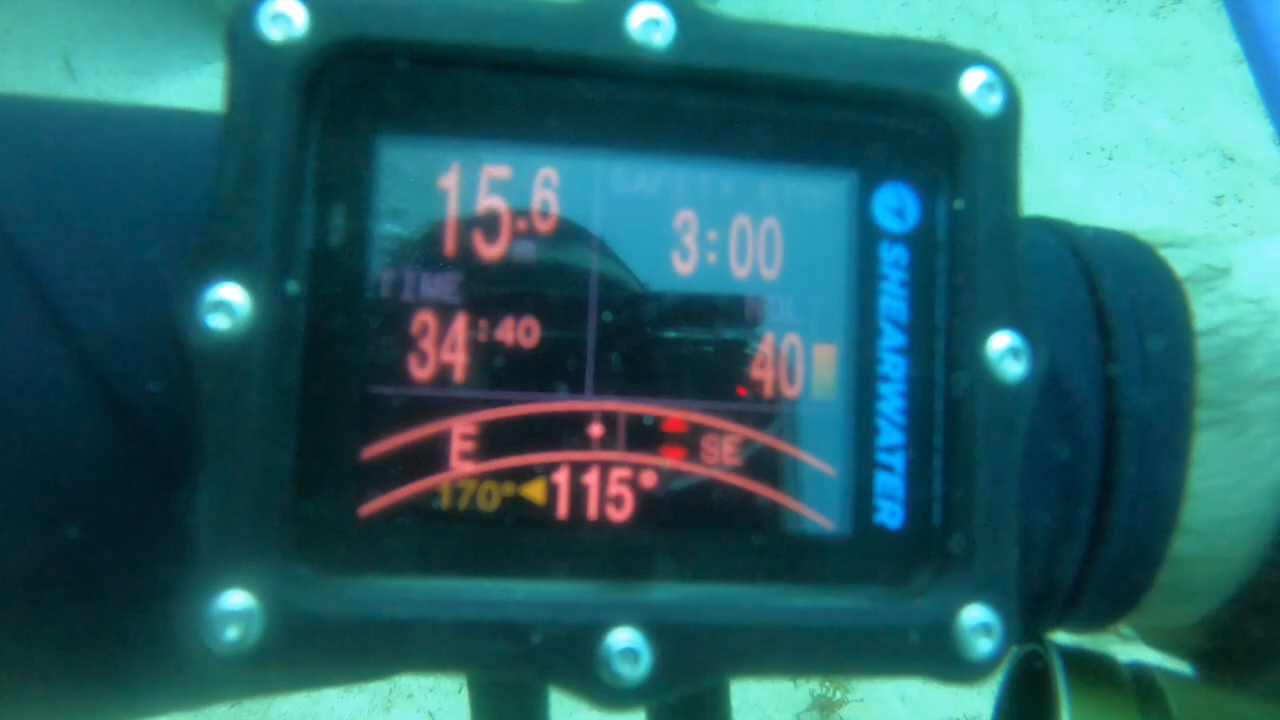 15.6
SAFETY STOP
3:00
TIME
34:40
NDL
40
E
SE
170°
115°
SHEARWATER